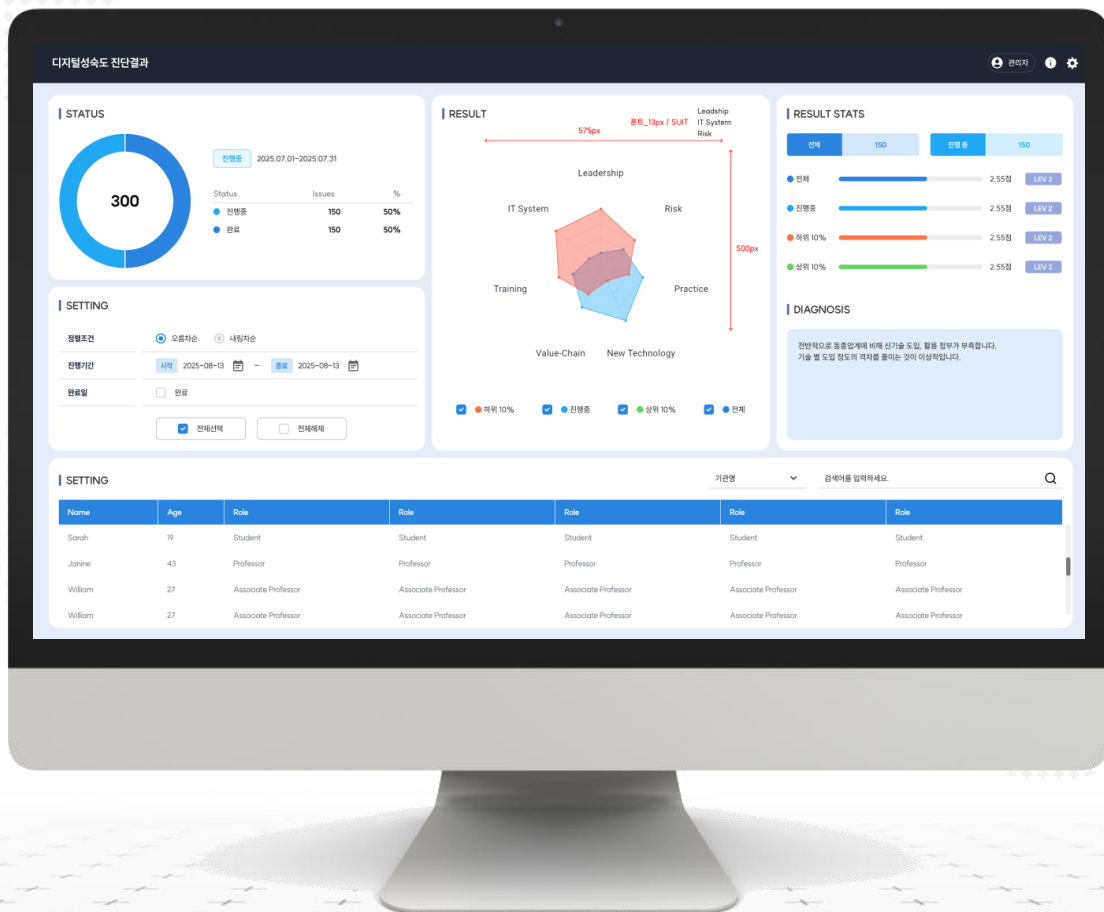 디지털성숙도 진단결과
관리자
STATUS
300
진행중 2025.07.01~2025.07.31
Status Issues %
진행중 150 50%
완료 150 50%
SETTING
정렬조건 오름차순 내림차순
진행기간 시작 2025-08-13 ~ 종료 2025-08-13
완료일 완료
전체선택 전체해제
RESULT
575px
폰트_13px / SUIT
Leadship
IT System
Risk
Leadership
IT System Risk
500px
Training Practice
Value-Chain New Technology
하위 10% 진행중 상위 10% 전체
RESULT STATS
전체 150 진행 중 150
전체 2.55점 LEV 2
진행중 2.55점 LEV 2
하위 10% 2.55점 LEV 2
상위 10% 2.55점 LEV 2
DIAGNOSIS
전반적으로 동종업계에 비해 신기술 도입, 활용 정부가 부족합니다.
기술 별 도입 정도의 격차를 줄이는 것이 이상적입니다.
SETTING
기관명 검색어를 입력하세요.
Name Age Role Role Role Role Role
Sarah 19 Student Student Student Student Student
Janine 43 Professor Professor Professor Professor Professor
William 27 Associate Professor Associate Professor Associate Professor Associate Professor Associate Professor
William 27 Associate Professor Associate Professor Associate Professor Associate Professor Associate Professor